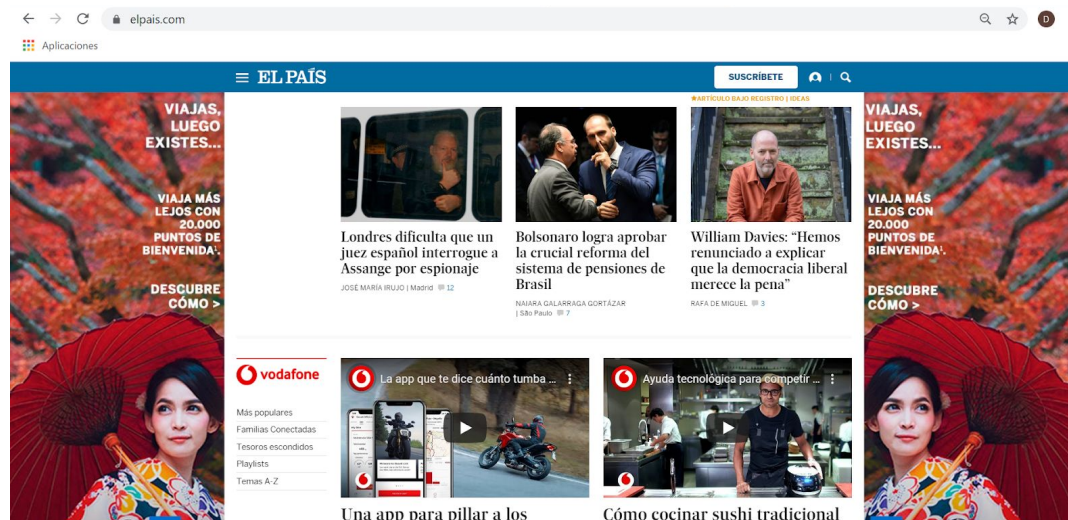 elpais.com
D
Aplicaciones
EL PAÍS
SUSCRÍBETE
VIAJAS,
LUEGO
EXISTES...
VIAJA MÁS
LEJOS CON
20.000
PUNTOS DE
BIENVENIDA¹.
DESCUBRE
CÓMO >
Londres dificulta que un
juez español interrogue a
Assange por espionaje
JOSÉ MARÍA IRUJO | Madrid 12
Bolsonaro logra aprobar
la crucial reforma del
sistema de pensiones de
Brasil
NAIARA GALARRAGA GORTÁZAR
| São Paulo 7
★ARTÍCULO BAJO REGISTRO | IDEAS
William Davies: “Hemos
renunciado a explicar
que la democracia liberal
merece la pena”
RAFA DE MIGUEL 3
VIAJAS,
LUEGO
EXISTES...
VIAJA MÁS
LEJOS CON
20.000
PUNTOS DE
BIENVENIDA¹.
DESCUBRE
CÓMO >
vodafone
Más populares
Familias Conectadas
Tesoros escondidos
Playlists
Temas A-Z
La app que te dice cuánto tumba ...
Una app para pillar a los
Ayuda tecnológica para competir ...
Cómo cocinar sushi tradicional